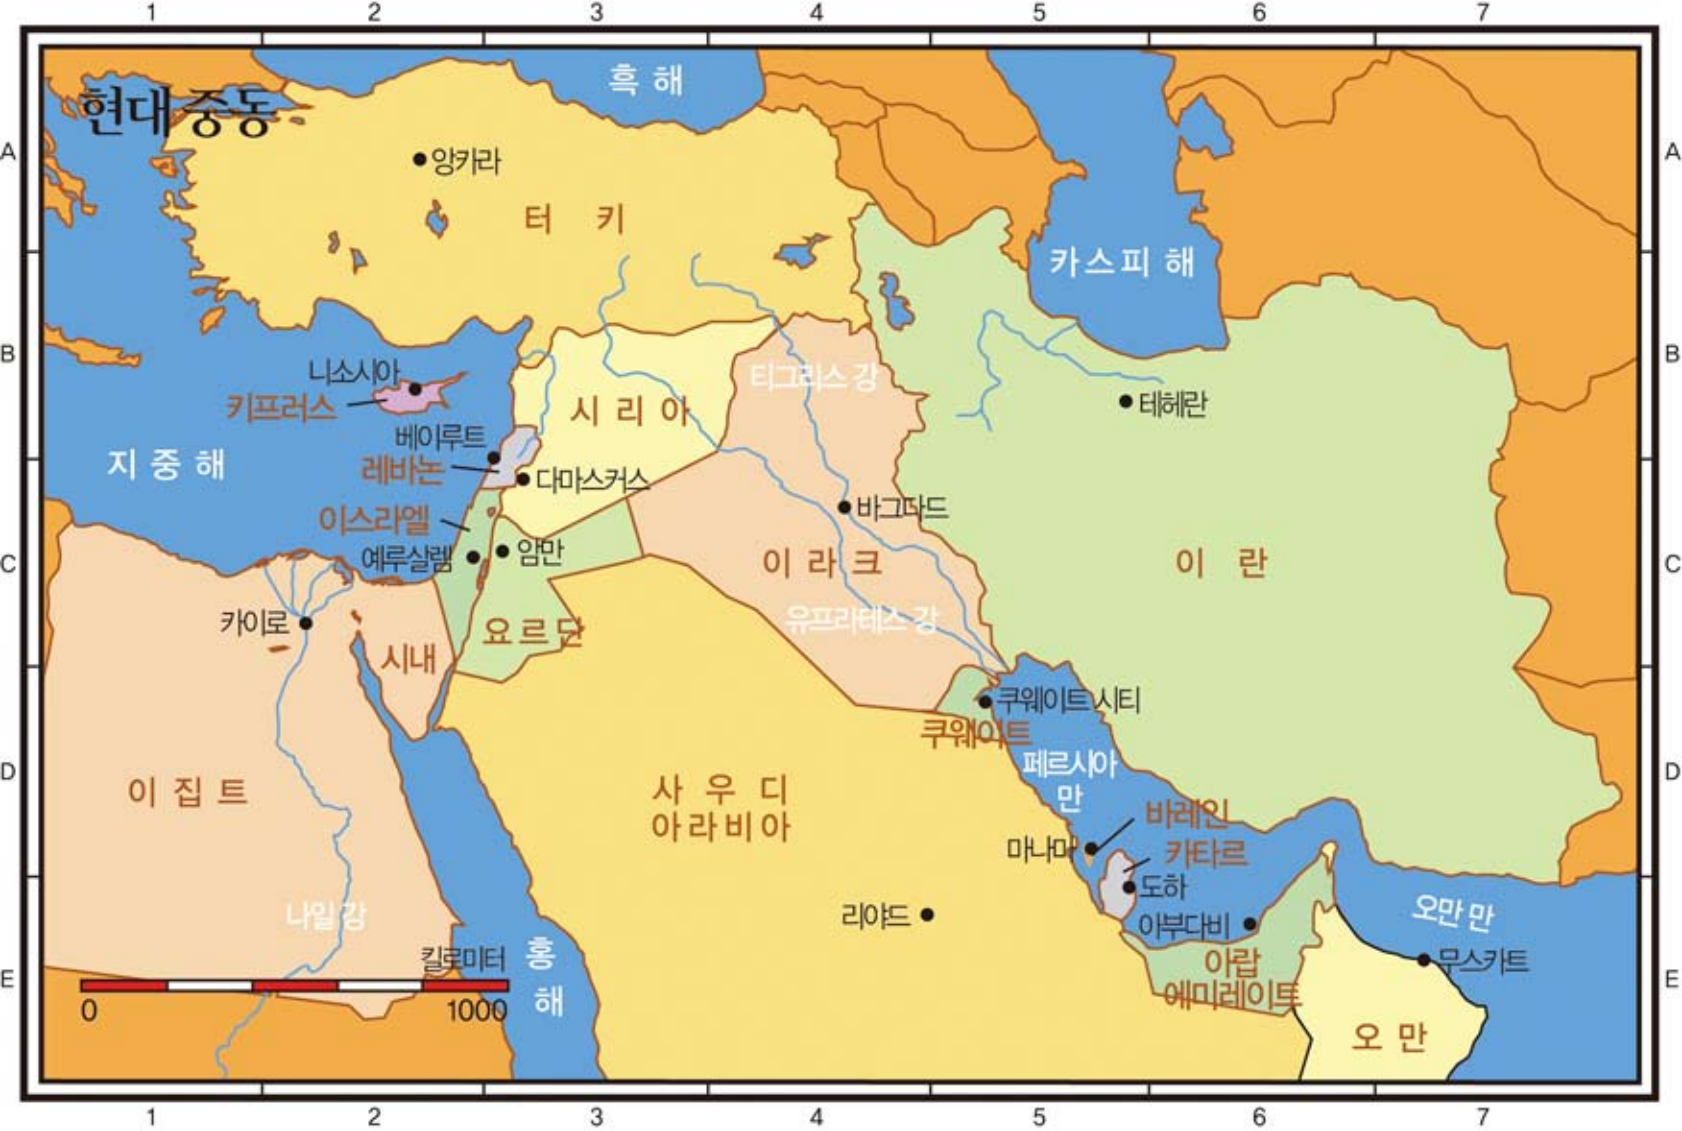 1 2 3 4 5 6 7
현대 중동
흑 해
A
A
앙카라
터 키
카스피 해
B
B
니소시아
키프러스
티그리스 강
시 리 아
테헤란
베이루트
지 중 해
레바논
다마스커스
이스라엘
바그다드
예루살렘
암만
C
이 라 크
이 란
C
카이로
유프라테스 강
요르단
시내
쿠웨이트 시티
쿠웨이트
페르시아
만
D
D
이 집 트
사 우 디
아 라 비 아
바레인
마나마
카타르
도하
나일 강
리야드
아부다비
오만 만
킬로미터
홍
해
아랍
에미레이트
무스카트
E
E
0
1000
오 만
1 2 3 4 5 6 7